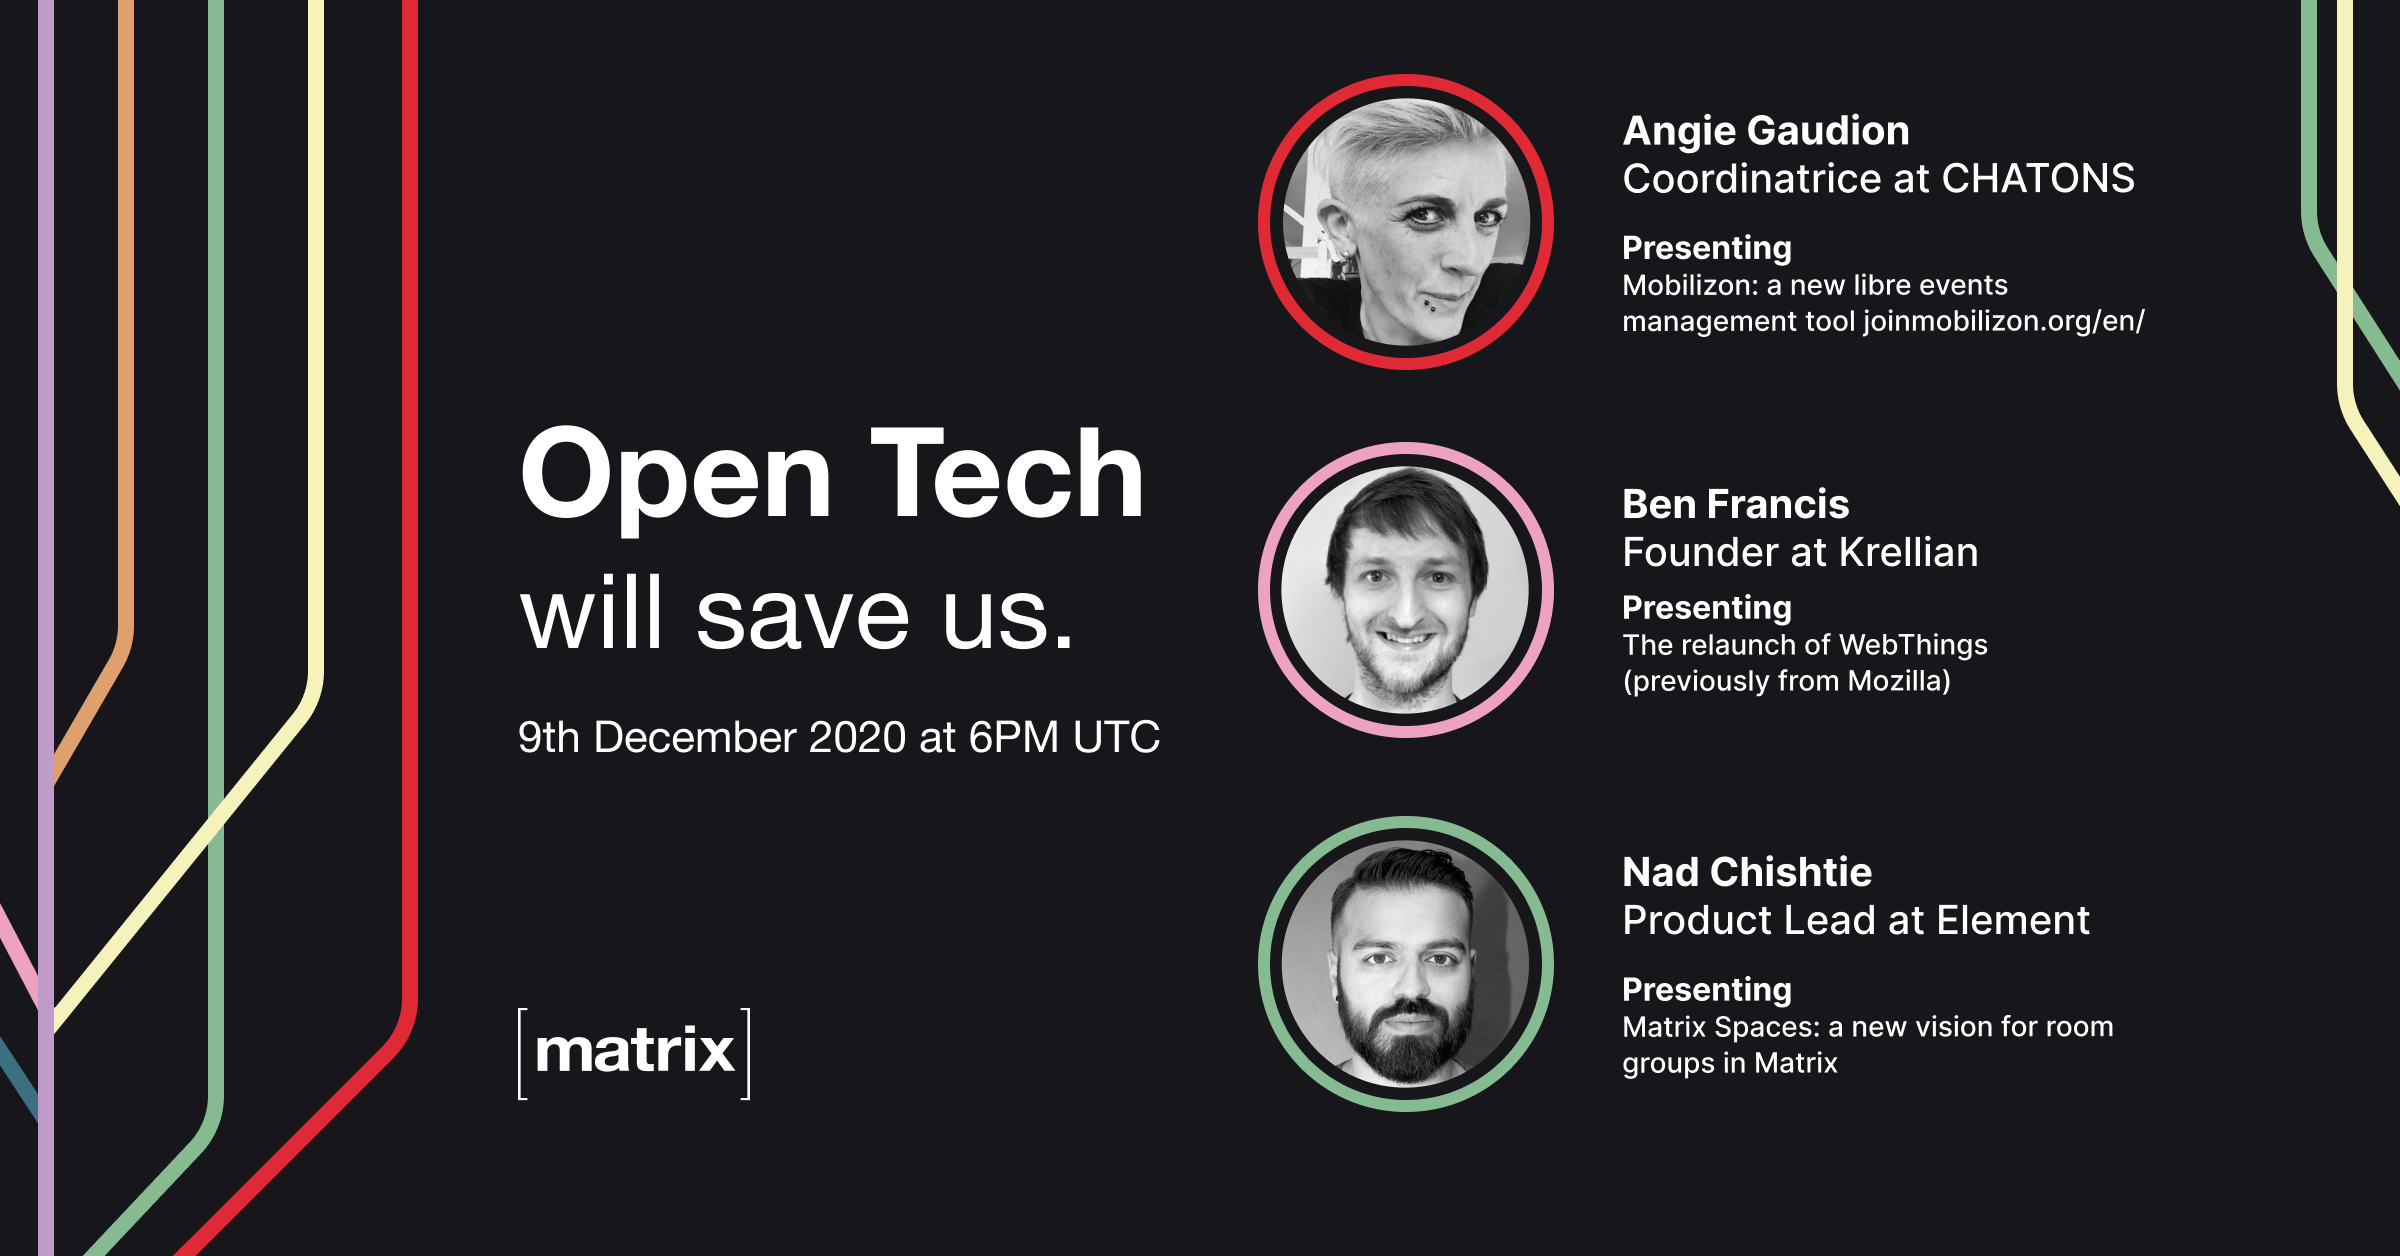 Open Tech
will save us.
9th December 2020 at 6PM UTC
[matrix]
Angie Gaudion
Coordinatrice at CHATONS
Presenting
Mobilizon: a new libre events
management tool joinmobilizon.org/en/
Ben Francis
Founder at Krellian
Presenting
The relaunch of WebThings
(previously from Mozilla)
Nad Chishtie
Product Lead at Element
Presenting
Matrix Spaces: a new vision for room
groups in Matrix